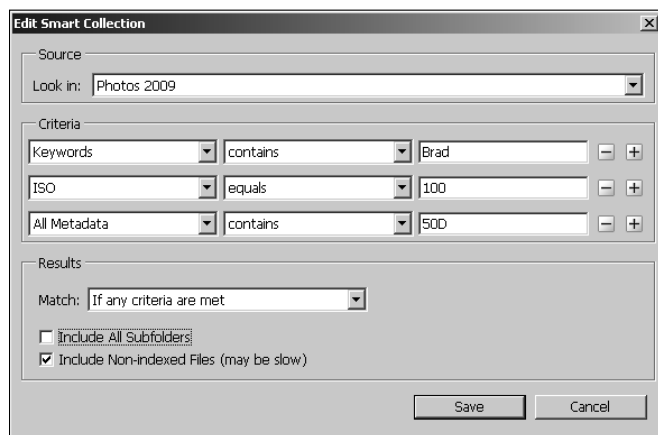 Edit Smart Collection
Source
Look in: Photos 2009
Criteria
Keywords contains Brad
ISO equals 100
All Metadata contains 50D
Results
Match: If any criteria are met
Include All Subfolders
Include Non-indexed Files (may be slow)
Save Cancel